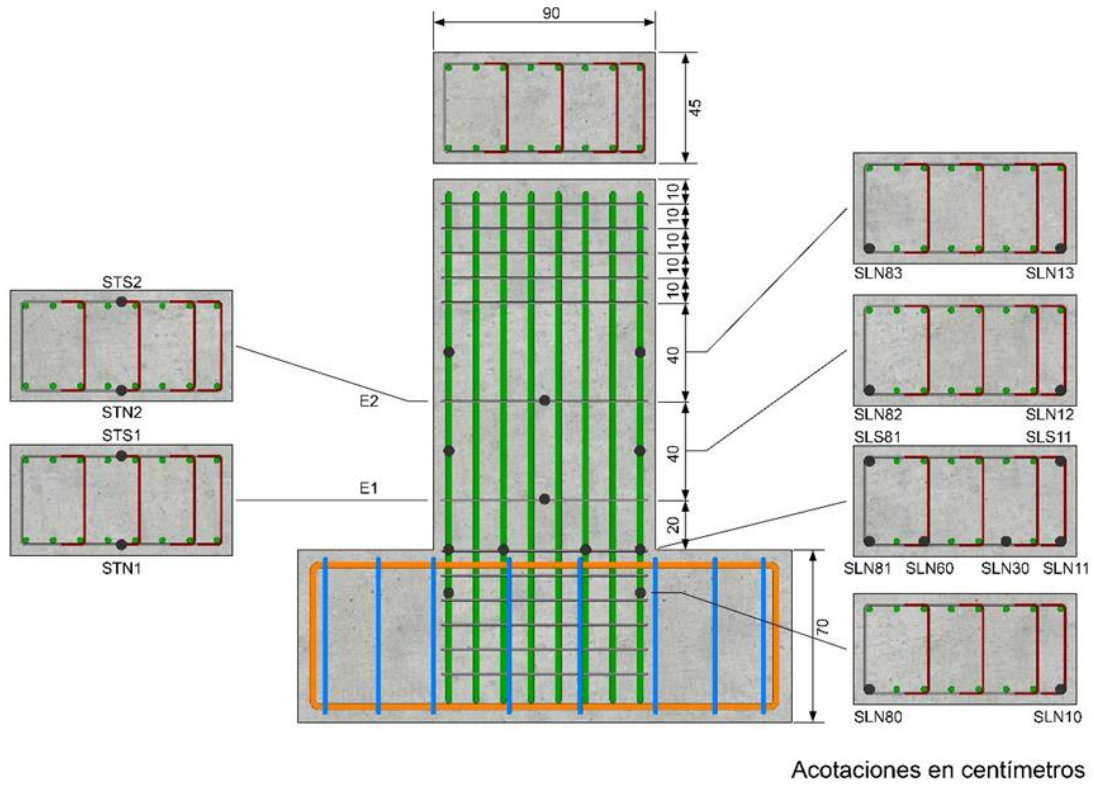 90
45
10
10
10
10
10
40
40
20
70
STS2
STN2
STS1
STN1
E2
E1
SLN83 SLN13
SLN82 SLN12
SLS81 SLS11
SLN81 SLN60 SLN30 SLN11
SLN80 SLN10
Acotaciones en centímetros